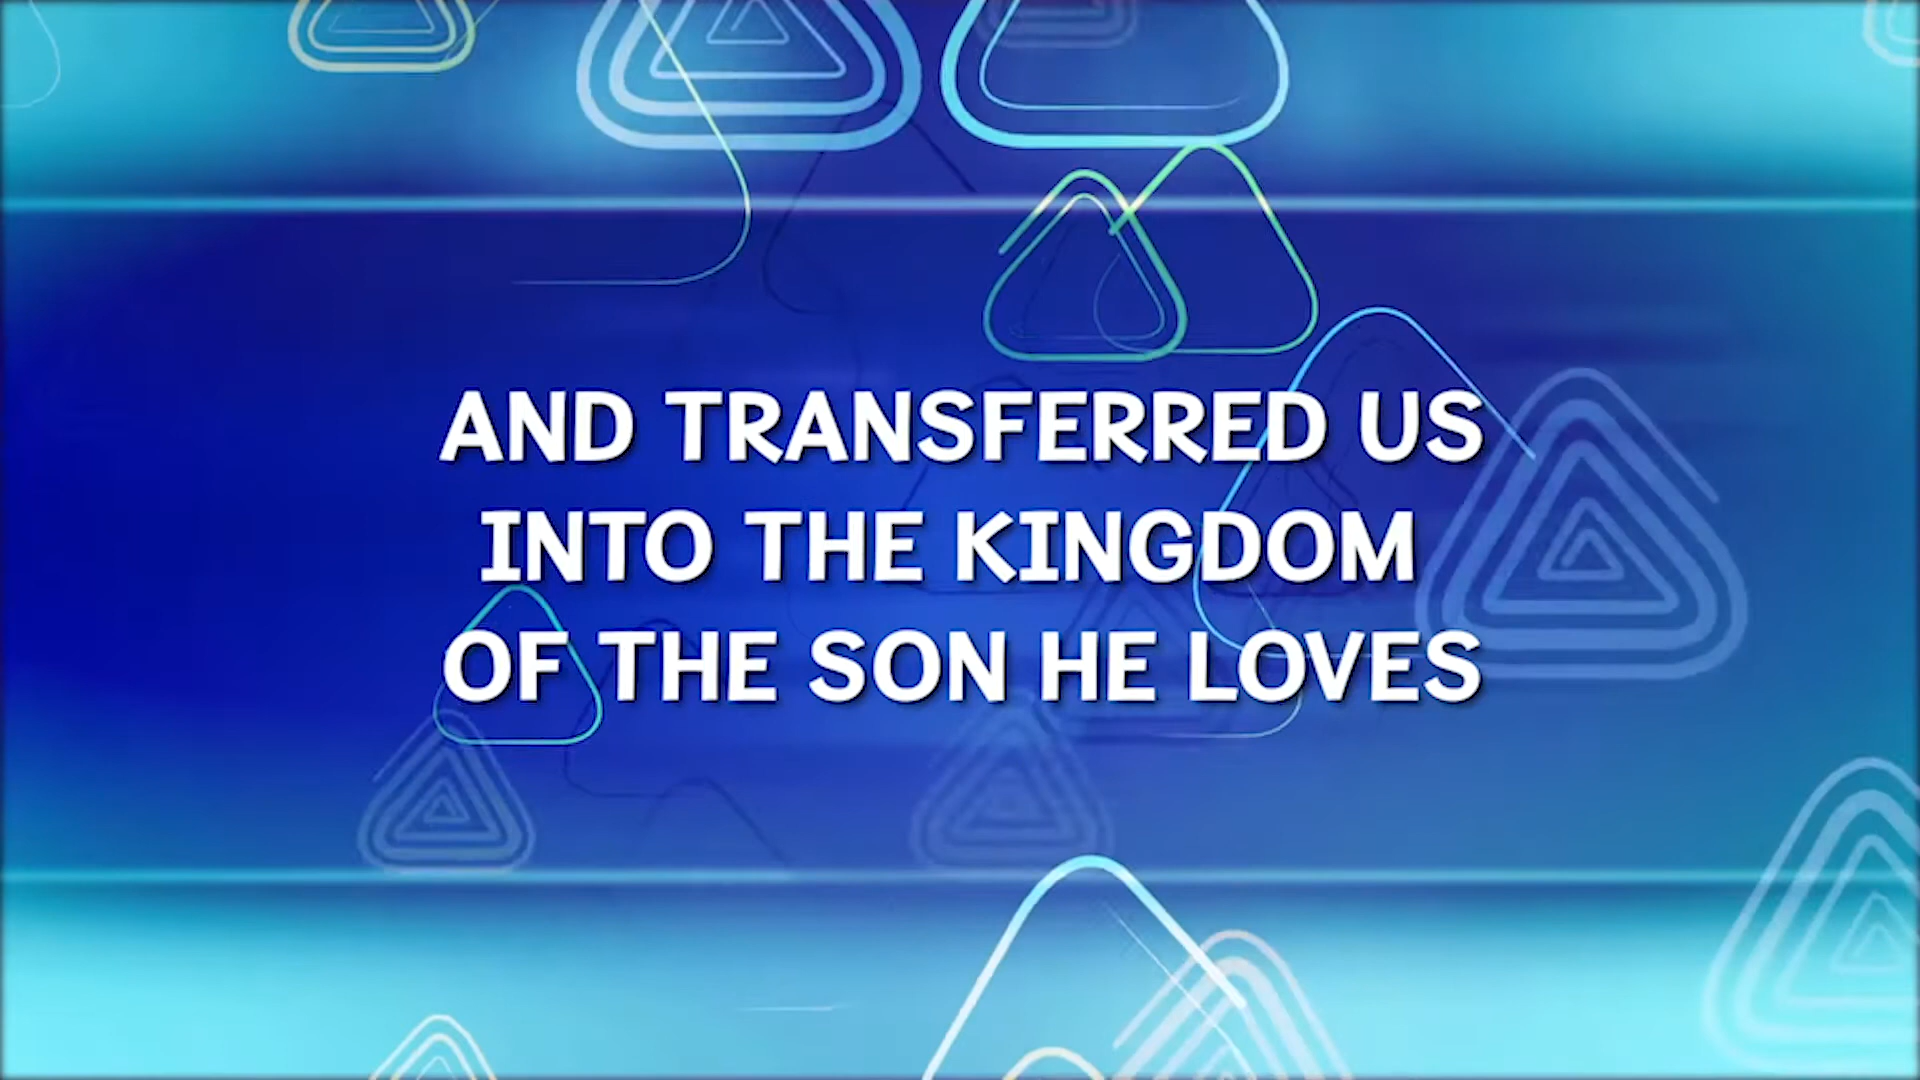 AND TRANSFERRED US
INTO THE KINGDOM
OF THE SON HE LOVES